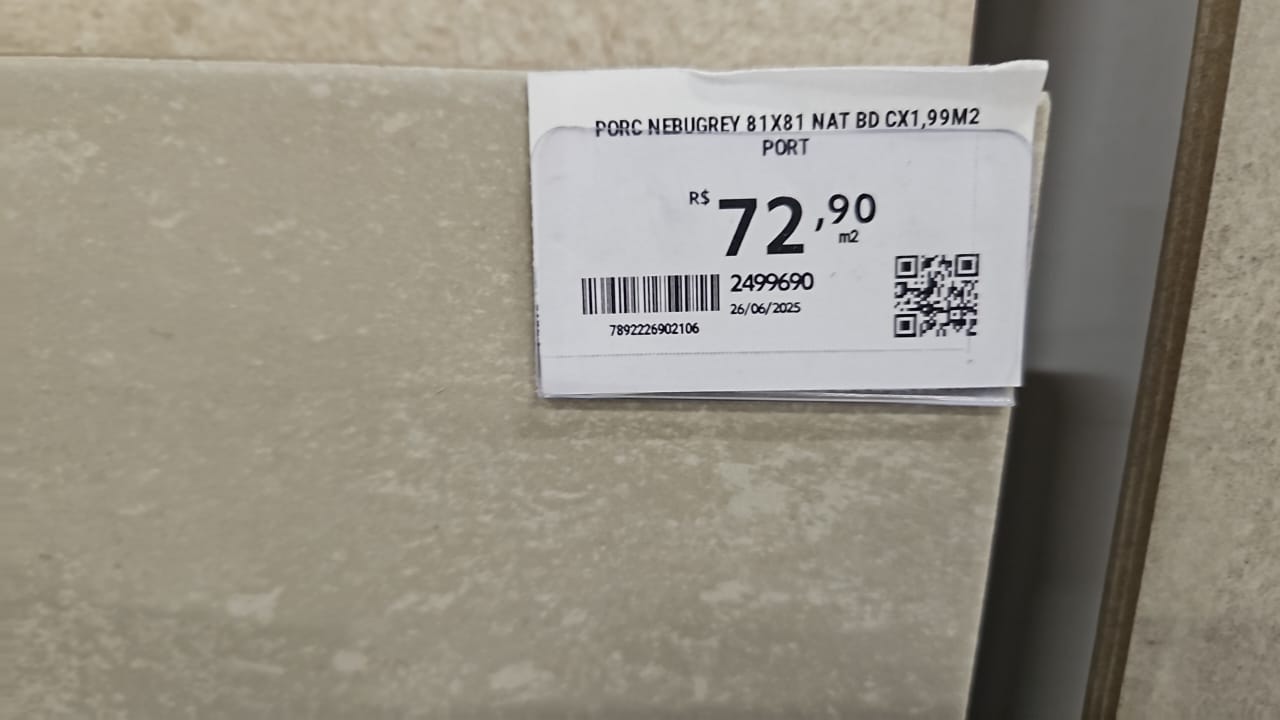 PORC NEBUGREY 81X81 NAT BD CX1,99M2
PORT
R$ 72,90
m2
2499690
26/06/2025
7892226902106